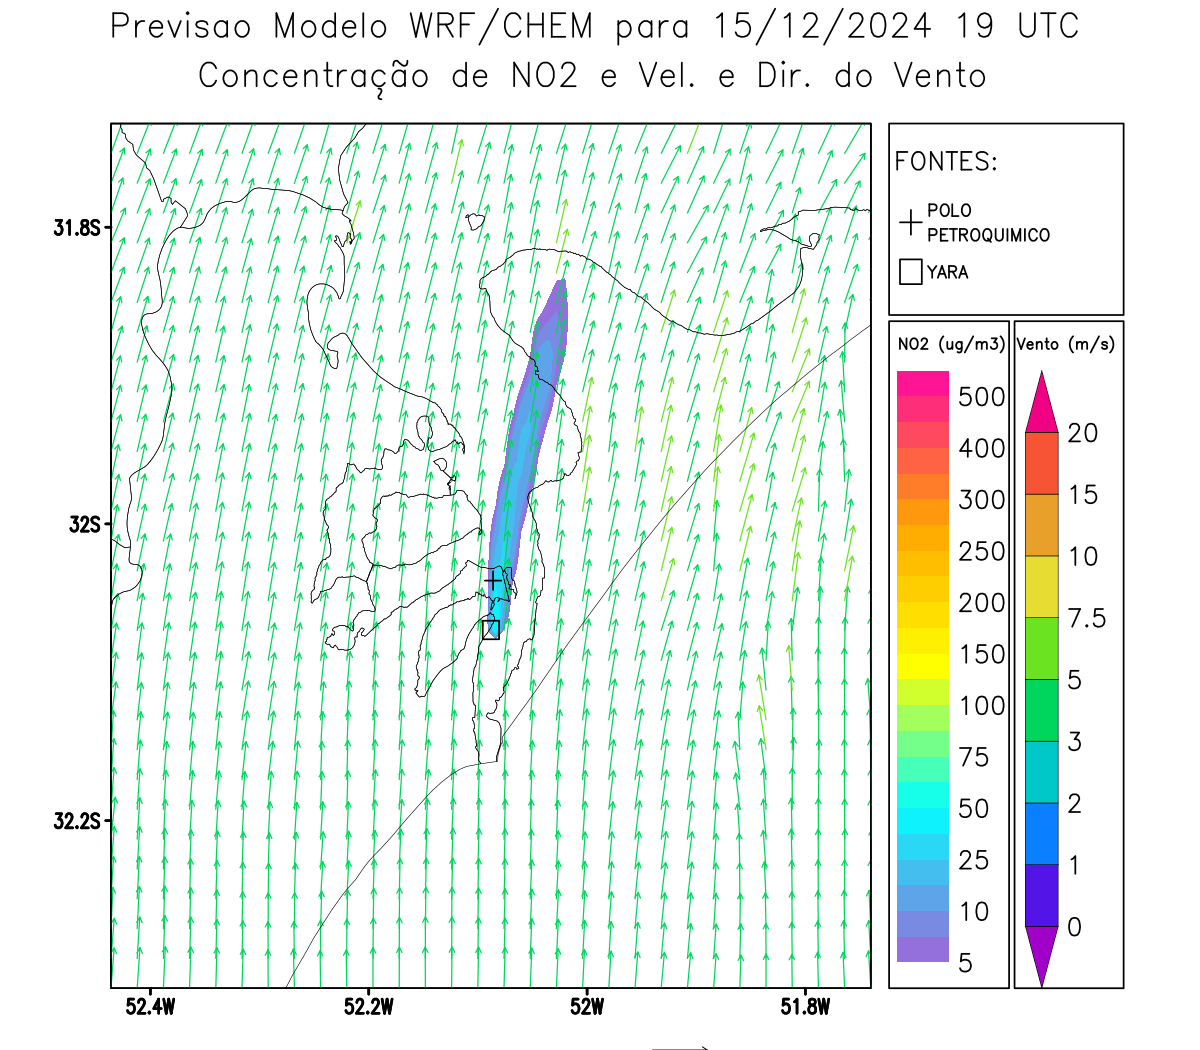 Previsao Modelo WRF/CHEM para 15/12/2024 19 UTC
Concentração de NO2 e Vel. e Dir. do Vento
FONTES:
POLO
PETROQUIMICO
YARA
31.8S
32S
32.2S
52.4W
52.2W
52W
51.8W
NO2 (ug/m3)
500
400
300
250
200
150
100
75
50
25
10
5
Vento (m/s)
20
15
10
7.5
5
3
2
1
0